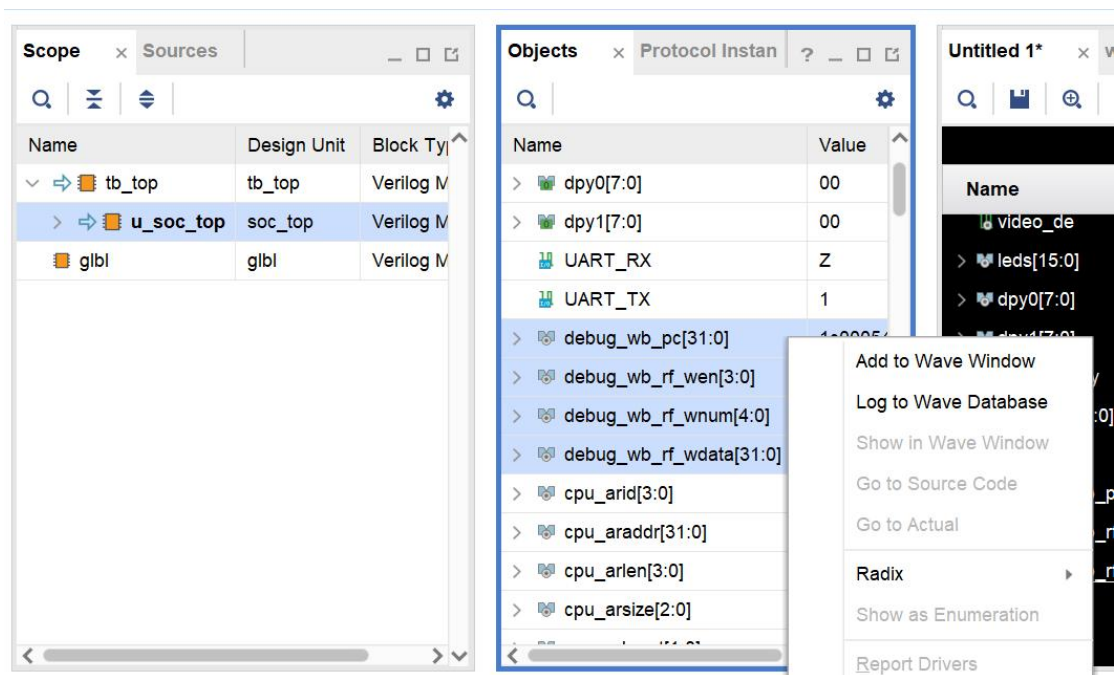 Scope × Sources
Name Design Unit Block Ty
tb_top tb_top Verilog M
u_soc_top soc_top Verilog M
glbl glbl Verilog M
Objects × Protocol Instan ?
Name Value
dpy0[7:0] 00
dpy1[7:0] 00
UART_RX Z
UART_TX 1
debug_wb_pc[31:0]
debug_wb_rf_wen[3:0]
debug_wb_rf_wnum[4:0]
debug_wb_rf_wdata[31:0]
cpu_arid[3:0]
cpu_araddr[31:0]
cpu_arlen[3:0]
cpu_arsize[2:0]
Add to Wave Window
Log to Wave Database
Show in Wave Window
Go to Source Code
Go to Actual
Radix
Show as Enumeration
Report Drivers
Untitled 1* × w
Name
video_de
leds[15:0]
dpy0[7:0]
:0]